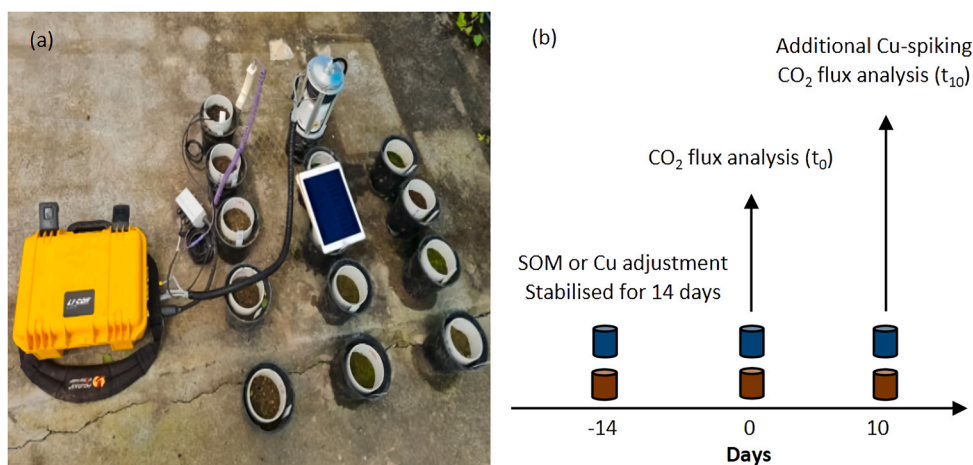 (a)
LI-COR
(b)
Additional Cu-spiking
CO₂ flux analysis (t₁₀)
CO₂ flux analysis (t₀)
SOM or Cu adjustment
Stabilised for 14 days
-14
0
10
Days